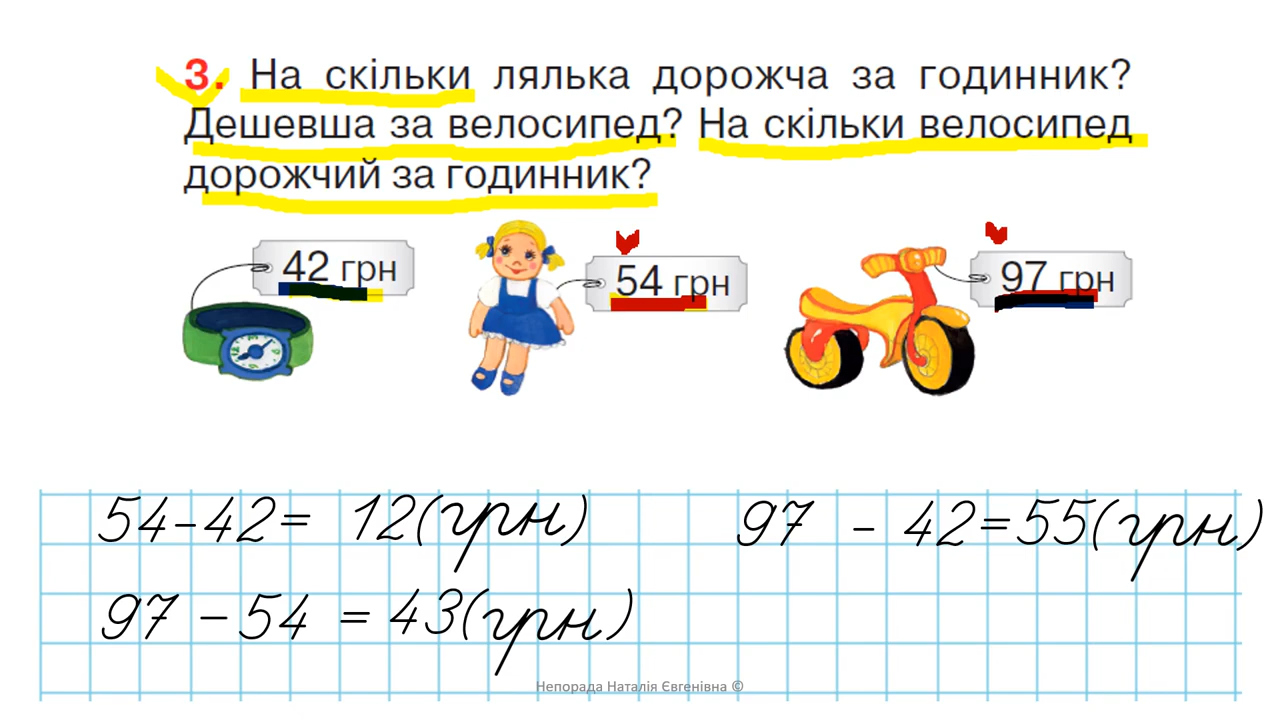 3. На скільки лялька дорожча за годинник?
Дешевша за велосипед? На скільки велосипед
дорожчий за годинник?
42 грн
54 грн
97 грн
54-42= 12(грн)
97 - 42=55(грн)
97 - 54 = 43(грн)
Непорада Наталія Євгенівна ©